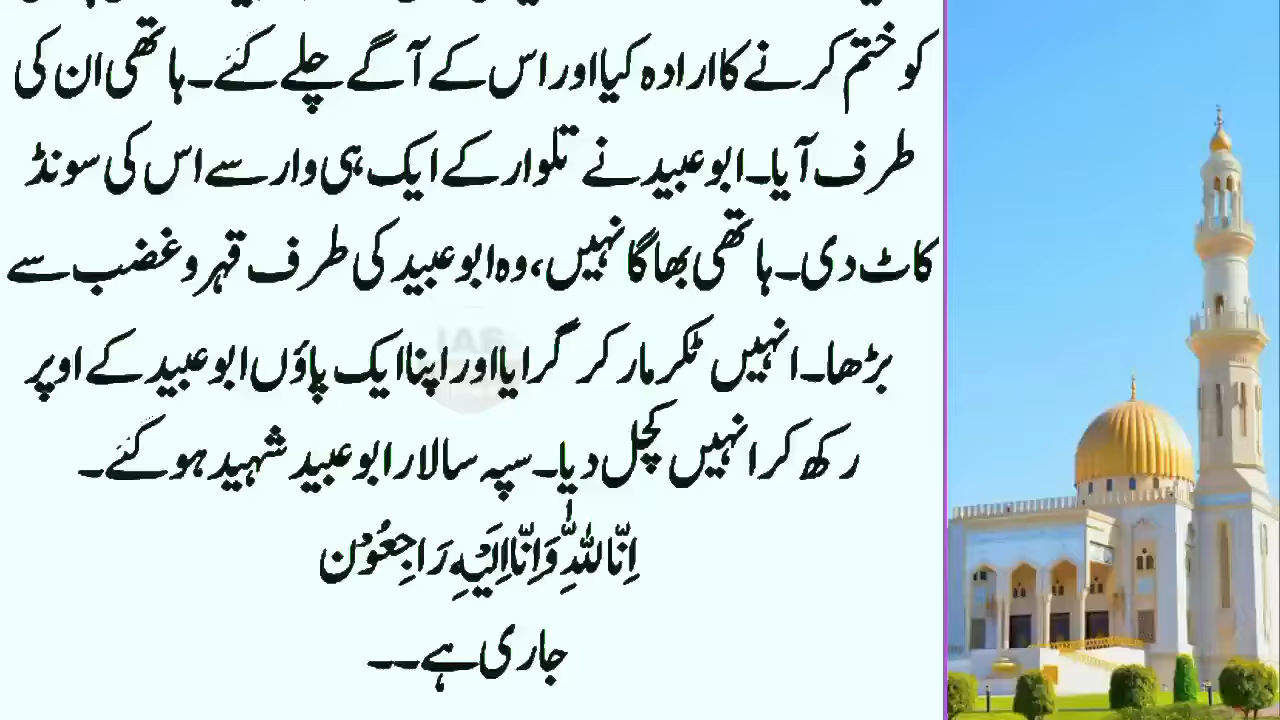 کو ختم کرنے کا ارادہ کیا اور اس کے آگے چلے گئے۔ ہاتھی ان کی
طرف آیا۔ ابو عبید نے تلوار کے ایک ہی وار سے اس کی سونڈ
کاٹ دی۔ ہاتھی بھاگا نہیں، وہ ابو عبید کی طرف قہر و غضب سے
بڑھا۔ انہیں ٹکر مار کر گرایا اور اپنا ایک پاؤں ابو عبید کے اوپر
رکھ کر انہیں کچل دیا۔ سپہ سالار ابو عبید شہید ہو گئے۔
اِنّا للہِ وَاِنّا اِلَیْہِ رَاجِعُوْن
جاری ہے۔۔